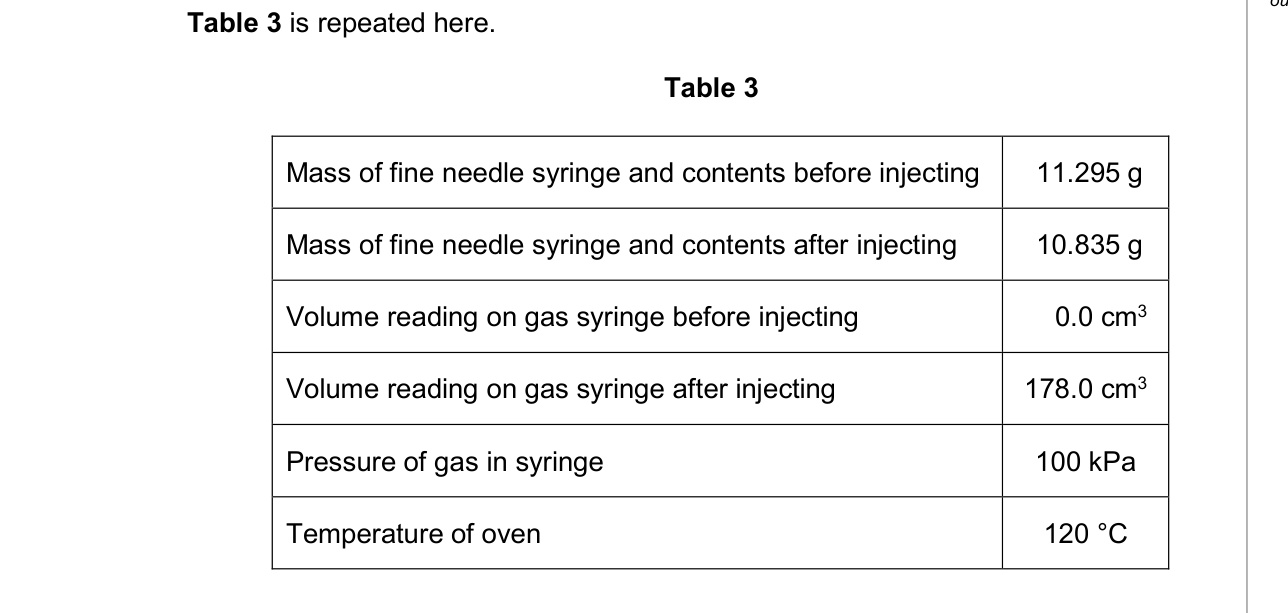 Table 3 is repeated here.
Table 3
Mass of fine needle syringe and contents before injecting 11.295 g
Mass of fine needle syringe and contents after injecting 10.835 g
Volume reading on gas syringe before injecting 0.0 cm³
Volume reading on gas syringe after injecting 178.0 cm³
Pressure of gas in syringe 100 kPa
Temperature of oven 120 °C